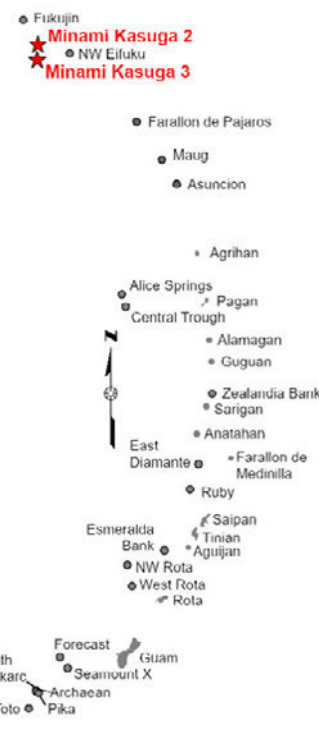 Fukujin
Minami Kasuga 2
NW Eifuku
Minami Kasuga 3
Farallon de Pajaros
Maug
Asuncion
Agrihan
Alice Springs
Pagan
Central Trough
N
Alamagan
Guguan
Zealandia Bank
Sarigan
Anatahan
East
Diamante
Farallon de
Medinilla
Ruby
Saipan
Esmeralda
Bank
Tinian
Aguijan
NW Rota
West Rota
Rota
Forecast
Guam
Seamount X
Archaean
Pika